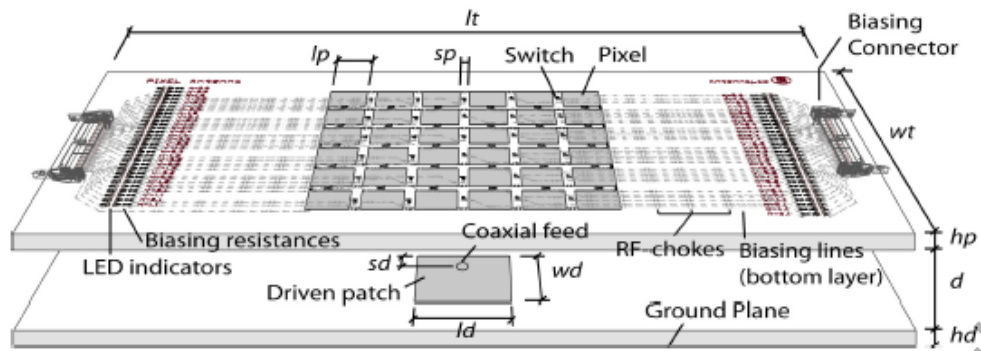 lt
Biasing
Connector
lp
sp
Switch
Pixel
PIXEL ANTENNA
wt
Biasing resistances
LED indicators
Coaxial feed
RF-chokes
Biasing lines
(bottom layer)
hp
sd
Driven patch
wd
d
ld
Ground Plane
hd